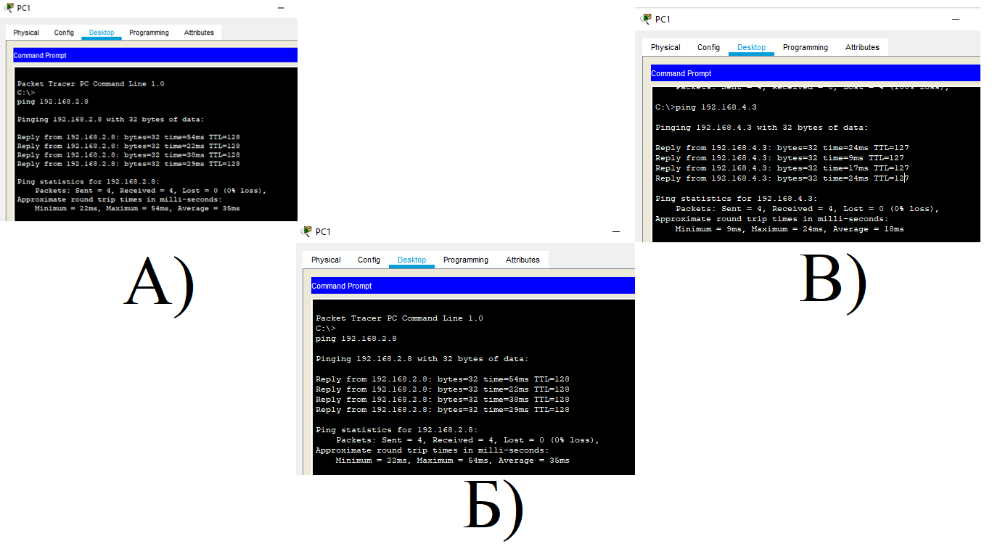 PC1
Physical Config Desktop Programming Attributes
Command Prompt
Packet Tracer PC Command Line 1.0
C:\>
ping 192.168.2.8
Pinging 192.168.2.8 with 32 bytes of data:
Reply from 192.168.2.8: bytes=32 time=54ms TTL=128
Reply from 192.168.2.8: bytes=32 time=22ms TTL=128
Reply from 192.168.2.8: bytes=32 time=38ms TTL=128
Reply from 192.168.2.8: bytes=32 time=29ms TTL=128
Ping statistics for 192.168.2.8:
Packets: Sent = 4, Received = 4, Lost = 0 (0% loss),
Approximate round trip times in milli-seconds:
Minimum = 22ms, Maximum = 54ms, Average = 35ms
А)
PC1
Physical Config Desktop Programming Attributes
Command Prompt
Packet Tracer PC Command Line 1.0
C:\>
ping 192.168.2.8
Pinging 192.168.2.8 with 32 bytes of data:
Reply from 192.168.2.8: bytes=32 time=54ms TTL=128
Reply from 192.168.2.8: bytes=32 time=22ms TTL=128
Reply from 192.168.2.8: bytes=32 time=38ms TTL=128
Reply from 192.168.2.8: bytes=32 time=29ms TTL=128
Ping statistics for 192.168.2.8:
Packets: Sent = 4, Received = 4, Lost = 0 (0% loss),
Approximate round trip times in milli-seconds:
Minimum = 22ms, Maximum = 54ms, Average = 35ms
Б)
PC1
Physical Config Desktop Programming Attributes
Command Prompt
Packets: Sent = 4, Received = 0, Lost = 4 (100% loss),
C:\>ping 192.168.4.3
Pinging 192.168.4.3 with 32 bytes of data:
Reply from 192.168.4.3: bytes=32 time=24ms TTL=127
Reply from 192.168.4.3: bytes=32 time=9ms TTL=127
Reply from 192.168.4.3: bytes=32 time=17ms TTL=127
Reply from 192.168.4.3: bytes=32 time=24ms TTL=127
Ping statistics for 192.168.4.3:
Packets: Sent = 4, Received = 4, Lost = 0 (0% loss),
Approximate round trip times in milli-seconds:
Minimum = 9ms, Maximum = 24ms, Average = 18ms
В)